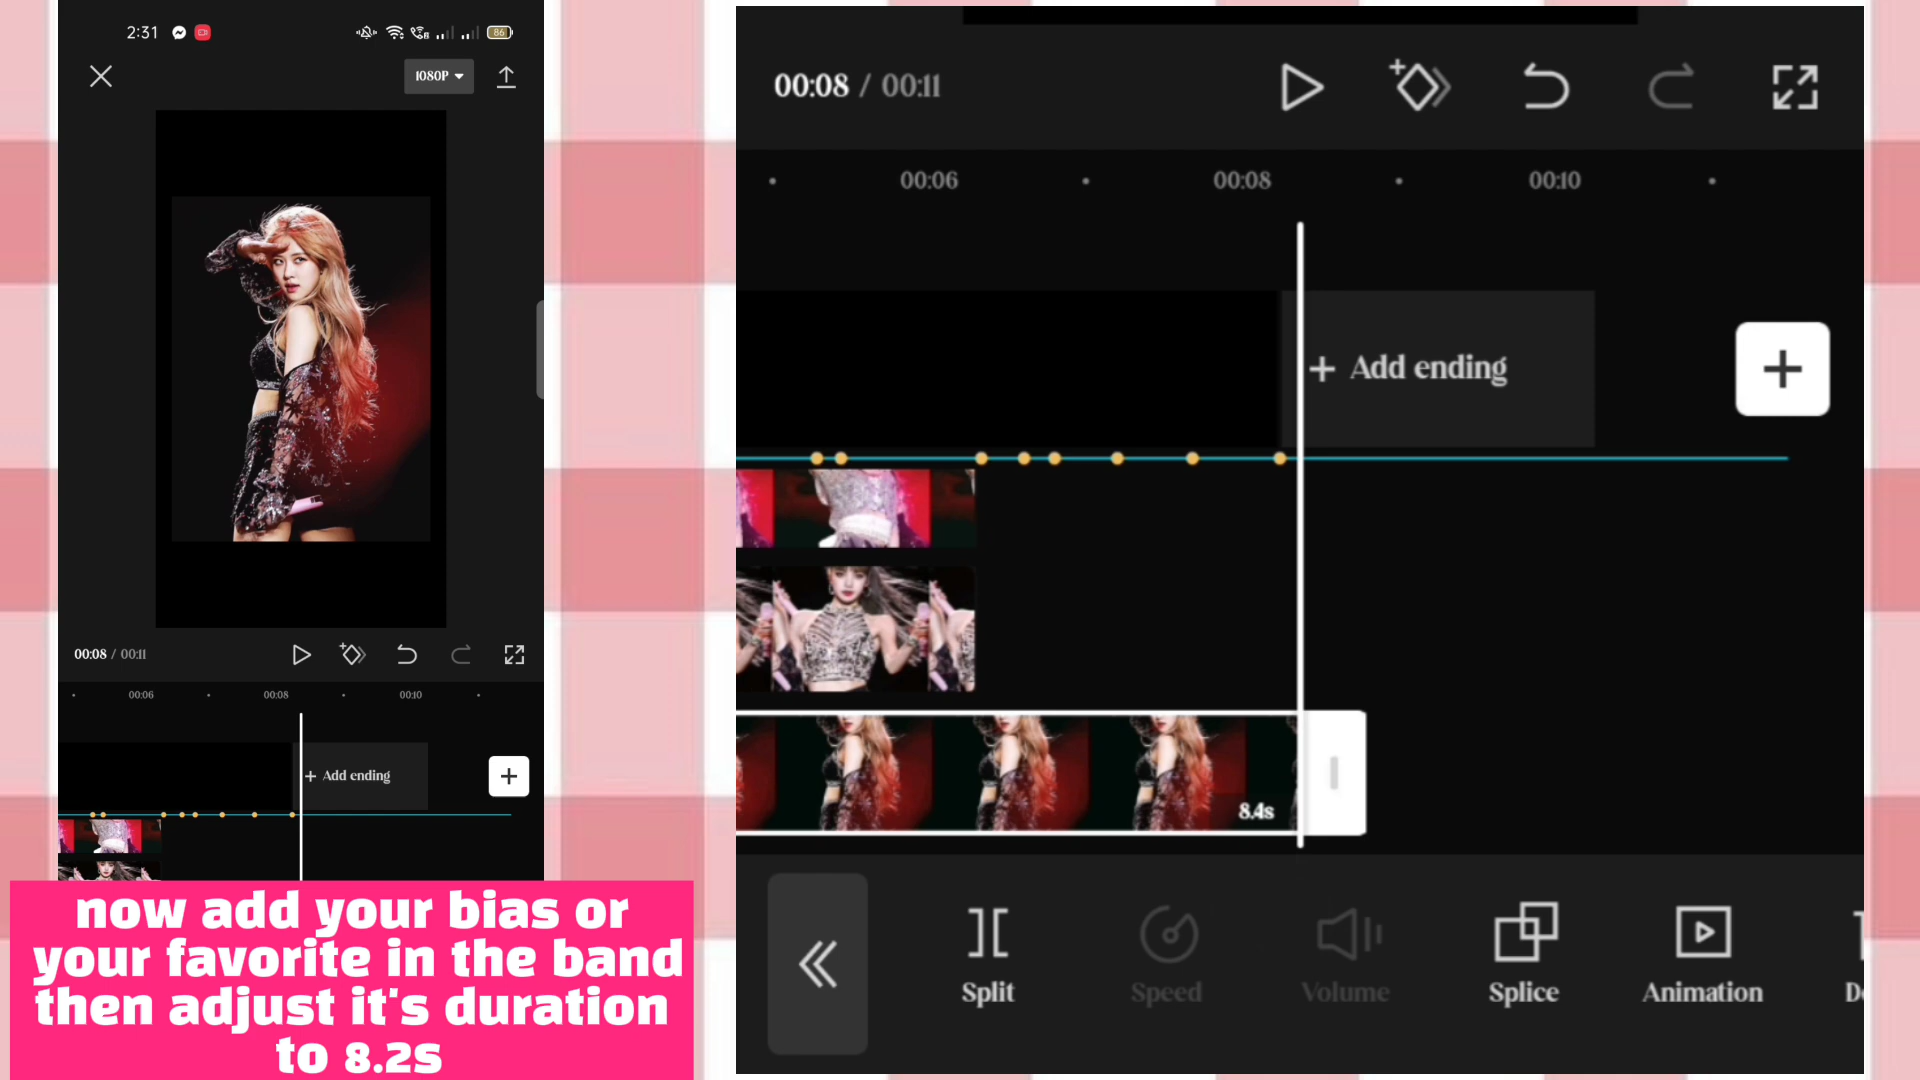 2:31
86
1080P
00:08 / 00:11
00:06
00:08
00:10
+ Add ending
now add your bias or
your favorite in the band
then adjust it's duration
to 8.2s
00:08 / 00:11
00:06
00:08
00:10
+ Add ending
8.4s
Split
Speed
Volume
Splice
Animation